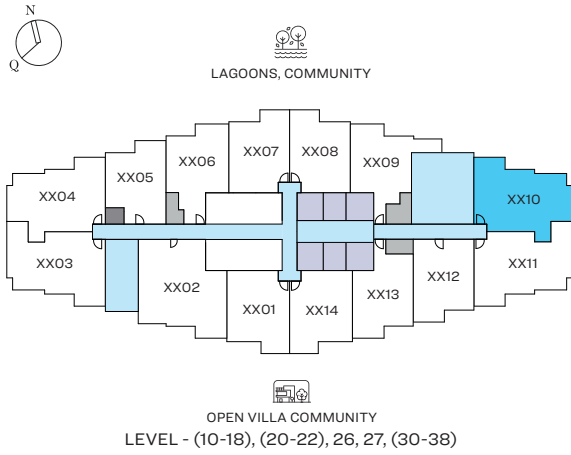 N
Q
LAGOONS, COMMUNITY
XX07 XX08
XX06 XX09
XX05
XX04 XX10
XX03 XX11
XX02 XX12
XX13
XX01 XX14
OPEN VILLA COMMUNITY
LEVEL - (10-18), (20-22), 26, 27, (30-38)